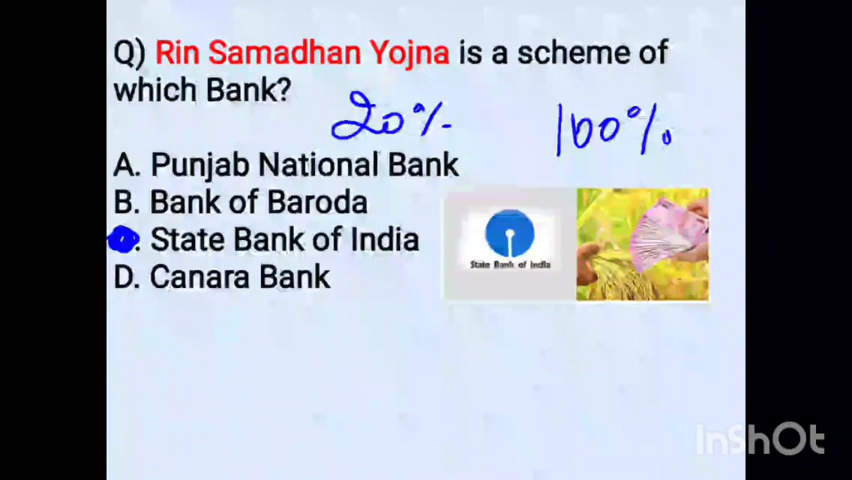 Q) Rin Samadhan Yojna is a scheme of
which Bank?
20%
100%
A. Punjab National Bank
B. Bank of Baroda
. State Bank of India
D. Canara Bank
State Bank of India
InShOt